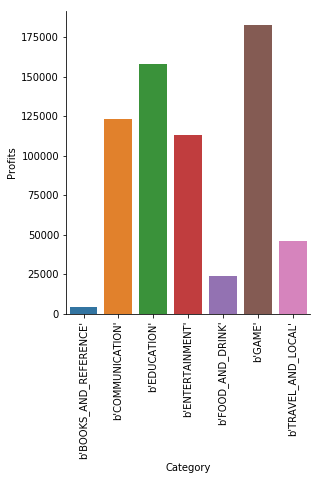 175000
150000
125000
100000
75000
50000
25000
0
Profits
b'BOOKS_AND_REFERENCE'
b'COMMUNICATION'
b'EDUCATION'
b'ENTERTAINMENT'
b'FOOD_AND_DRINK'
b'GAME'
b'TRAVEL_AND_LOCAL'
Category